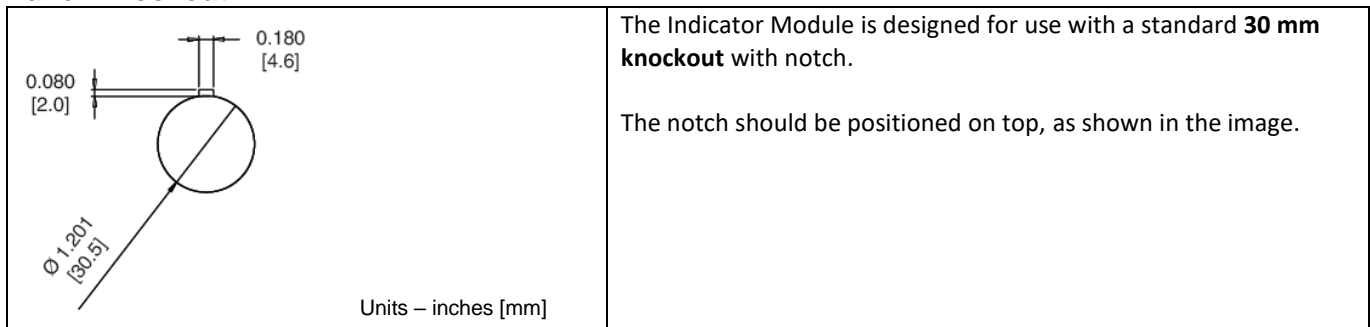 0.180
[4.6]
0.080
[2.0]
Ø 1.201
[30.5]
Units – inches [mm]
The Indicator Module is designed for use with a standard 30 mm
knockout with notch.
The notch should be positioned on top, as shown in the image.